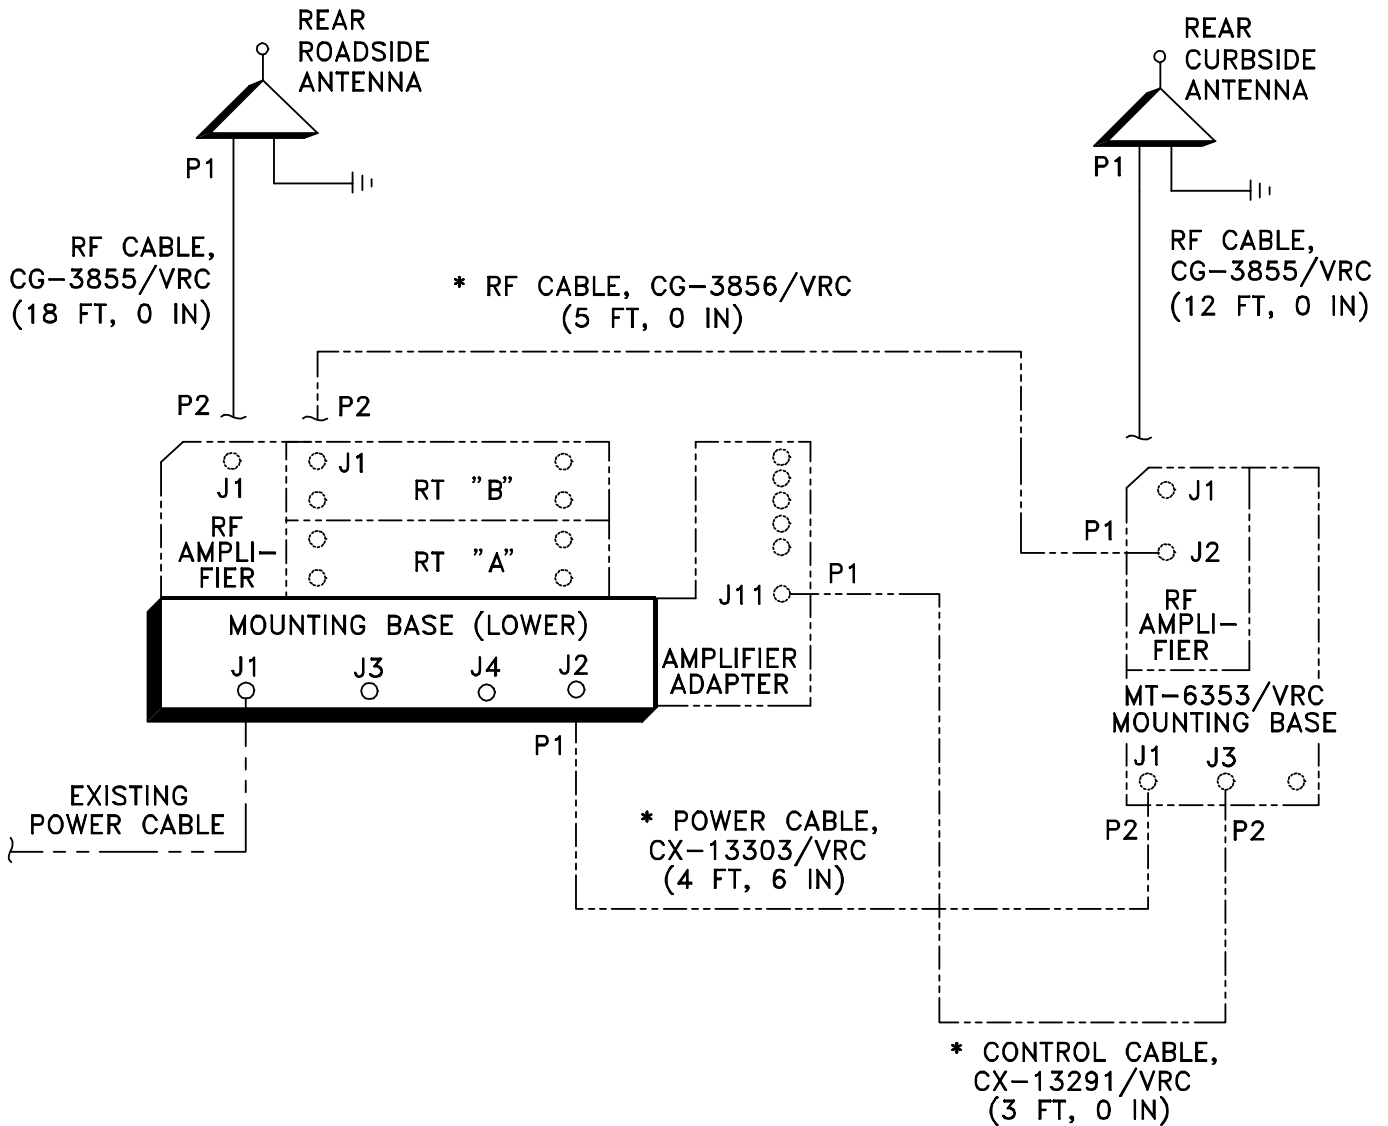 REAR
ROADSIDE
ANTENNA
REAR
CURBSIDE
ANTENNA
P1
P1
RF CABLE,
CG-3855/VRC
(18 FT, 0 IN)
* RF CABLE, CG-3856/VRC
(5 FT, 0 IN)
RF CABLE,
CG-3855/VRC
(12 FT, 0 IN)
P2
P2
J1
J1
RT "B"
RF
AMPLI-
FIER
RT "A"
J11
P1
P1
J1
J2
RF
AMPLI-
FIER
MOUNTING BASE (LOWER)
J1
J3
J4
J2
AMPLIFIER
ADAPTER
MT-6353/VRC
MOUNTING BASE
J1
J3
P1
P2
P2
EXISTING
POWER CABLE
* POWER CABLE,
CX-13303/VRC
(4 FT, 6 IN)
* CONTROL CABLE,
CX-13291/VRC
(3 FT, 0 IN)